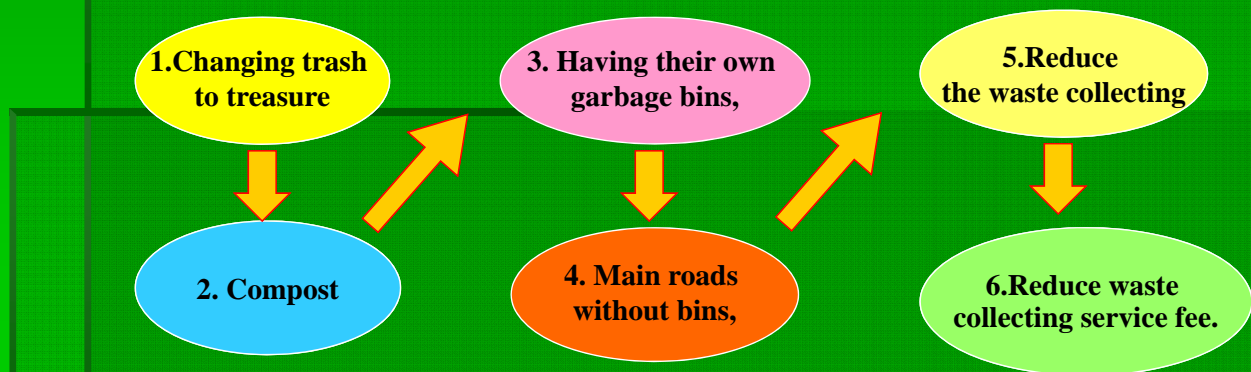 1.Changing trash
to treasure
2. Compost
3. Having their own
garbage bins,
4. Main roads
without bins,
5.Reduce
the waste collecting
6.Reduce waste
collecting service fee.